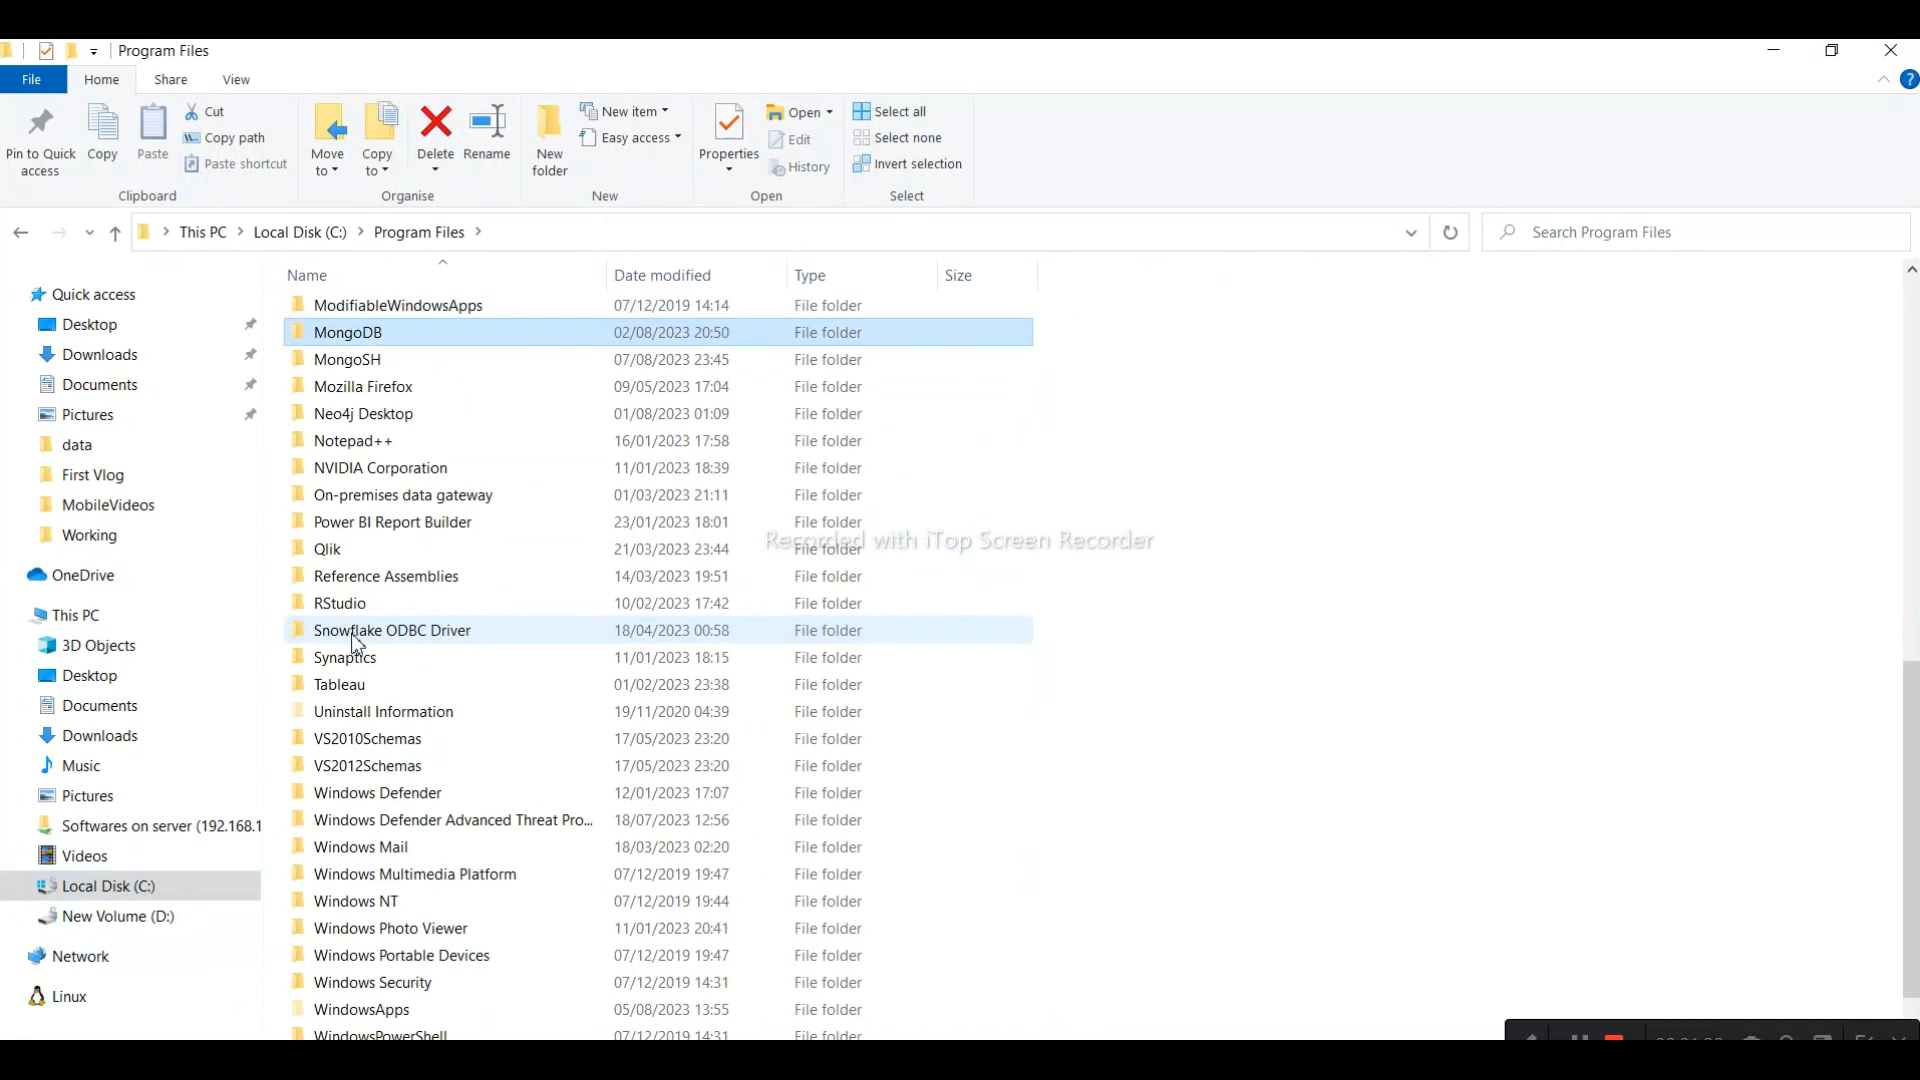 Program Files
File Home Share View
Pin to Quick access
Copy
Paste
Cut
Copy path
Paste shortcut
Clipboard
Move to
Copy to
Delete
Rename
Organise
New folder
New item
Easy access
New
Properties
Open
Edit
History
Open
Select all
Select none
Invert selection
Select
This PC Local Disk (C:) Program Files
Search Program Files
Quick access
Desktop
Downloads
Documents
Pictures
data
First Vlog
MobileVideos
Working
OneDrive
This PC
3D Objects
Desktop
Documents
Downloads
Music
Pictures
Softwares on server (192.168.1
Videos
Local Disk (C:)
New Volume (D:)
Network
Linux
Name Date modified Type Size
ModifiableWindowsApps 07/12/2019 14:14 File folder
MongoDB 02/08/2023 20:50 File folder
MongoSH 07/08/2023 23:45 File folder
Mozilla Firefox 09/05/2023 17:04 File folder
Neo4j Desktop 01/08/2023 01:09 File folder
Notepad++ 16/01/2023 17:58 File folder
NVIDIA Corporation 11/01/2023 18:39 File folder
On-premises data gateway 01/03/2023 21:11 File folder
Power BI Report Builder 23/01/2023 18:01 File folder
Recorded with iTop Screen Recorder
Qlik 21/03/2023 23:44 File folder
Reference Assemblies 14/03/2023 19:51 File folder
RStudio 10/02/2023 17:42 File folder
Snowflake ODBC Driver 18/04/2023 00:58 File folder
Synaptics 11/01/2023 18:15 File folder
Tableau 01/02/2023 23:38 File folder
Uninstall Information 19/11/2020 04:39 File folder
VS2010Schemas 17/05/2023 23:20 File folder
VS2012Schemas 17/05/2023 23:20 File folder
Windows Defender 12/01/2023 17:07 File folder
Windows Defender Advanced Threat Pro... 18/07/2023 12:56 File folder
Windows Mail 18/03/2023 02:20 File folder
Windows Multimedia Platform 07/12/2019 19:47 File folder
Windows NT 07/12/2019 19:44 File folder
Windows Photo Viewer 11/01/2023 20:41 File folder
Windows Portable Devices 07/12/2019 19:47 File folder
Windows Security 07/12/2019 14:31 File folder
WindowsApps 05/08/2023 13:55 File folder
WindowsPowerShell 07/12/2019 14:31 File folder